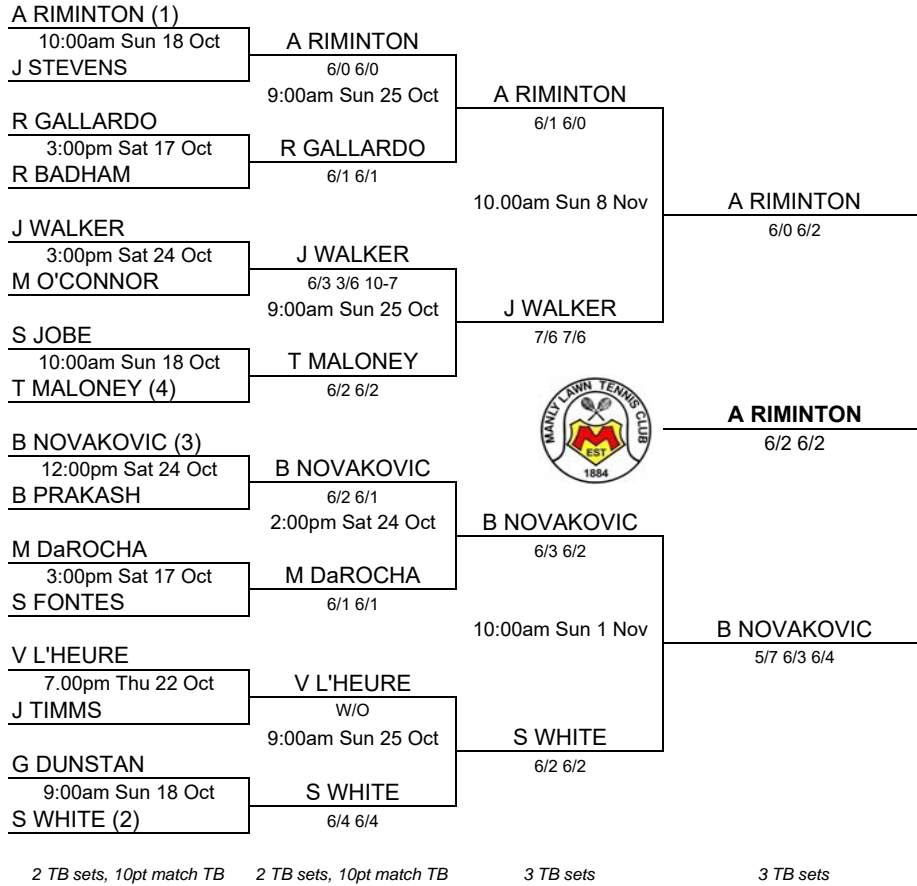 A RIMINTON (1)
10:00am Sun 18 Oct
J STEVENS
A RIMINTON
6/0 6/0
9:00am Sun 25 Oct
R GALLARDO
3:00pm Sat 17 Oct
R BADHAM
R GALLARDO
6/1 6/1
A RIMINTON
6/1 6/0
10.00am Sun 8 Nov
J WALKER
3:00pm Sat 24 Oct
M O'CONNOR
J WALKER
6/3 3/6 10-7
9:00am Sun 25 Oct
S JOBE
10:00am Sun 18 Oct
T MALONEY (4)
T MALONEY
6/2 6/2
J WALKER
7/6 7/6
A RIMINTON
6/0 6/2
MANLY LAWN TENNIS CLUB
M
EST
1884
A RIMINTON
6/2 6/2
B NOVAKOVIC (3)
12:00pm Sat 24 Oct
B PRAKASH
B NOVAKOVIC
6/2 6/1
2:00pm Sat 24 Oct
M DaROCHA
3:00pm Sat 17 Oct
S FONTES
M DaROCHA
6/1 6/1
B NOVAKOVIC
6/3 6/2
10:00am Sun 1 Nov
V L'HEURE
7.00pm Thu 22 Oct
J TIMMS
V L'HEURE
W/O
9:00am Sun 25 Oct
G DUNSTAN
9:00am Sun 18 Oct
S WHITE (2)
S WHITE
6/4 6/4
S WHITE
6/2 6/2
B NOVAKOVIC
5/7 6/3 6/4
2 TB sets, 10pt match TB
2 TB sets, 10pt match TB
3 TB sets
3 TB sets